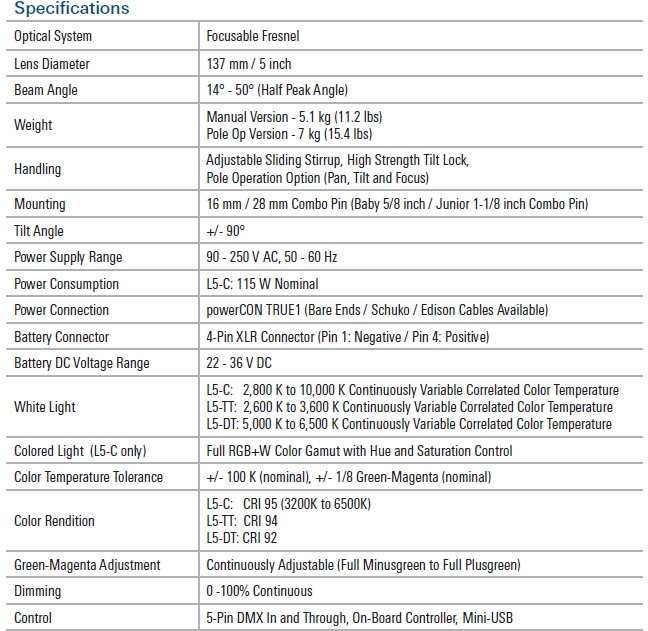 Specifications
Optical System Focusable Fresnel
Lens Diameter 137 mm / 5 inch
Beam Angle 14° - 50° (Half Peak Angle)
Weight Manual Version - 5.1 kg (11.2 lbs)
Pole Op Version - 7 kg (15.4 lbs)
Handling Adjustable Sliding Stirrup, High Strength Tilt Lock,
Pole Operation Option (Pan, Tilt and Focus)
Mounting 16 mm / 28 mm Combo Pin (Baby 5/8 inch / Junior 1-1/8 inch Combo Pin)
Tilt Angle +/- 90°
Power Supply Range 90 - 250 V AC, 50 - 60 Hz
Power Consumption L5-C: 115 W Nominal
Power Connection powerCON TRUE1 (Bare Ends / Schuko / Edison Cables Available)
Battery Connector 4-Pin XLR Connector (Pin 1: Negative / Pin 4: Positive)
Battery DC Voltage Range 22 - 36 V DC
White Light L5-C: 2,800 K to 10,000 K Continuously Variable Correlated Color Temperature
L5-TT: 2,600 K to 3,600 K Continuously Variable Correlated Color Temperature
L5-DT: 5,000 K to 6,500 K Continuously Variable Correlated Color Temperature
Colored Light (L5-C only) Full RGB+W Color Gamut with Hue and Saturation Control
Color Temperature Tolerance +/- 100 K (nominal), +/- 1/8 Green-Magenta (nominal)
Color Rendition L5-C: CRI 95 (3200K to 6500K)
L5-TT: CRI 94
L5-DT: CRI 92
Green-Magenta Adjustment Continuously Adjustable (Full Minusgreen to Full Plusgreen)
Dimming 0 -100% Continuous
Control 5-Pin DMX In and Through, On-Board Controller, Mini-USB